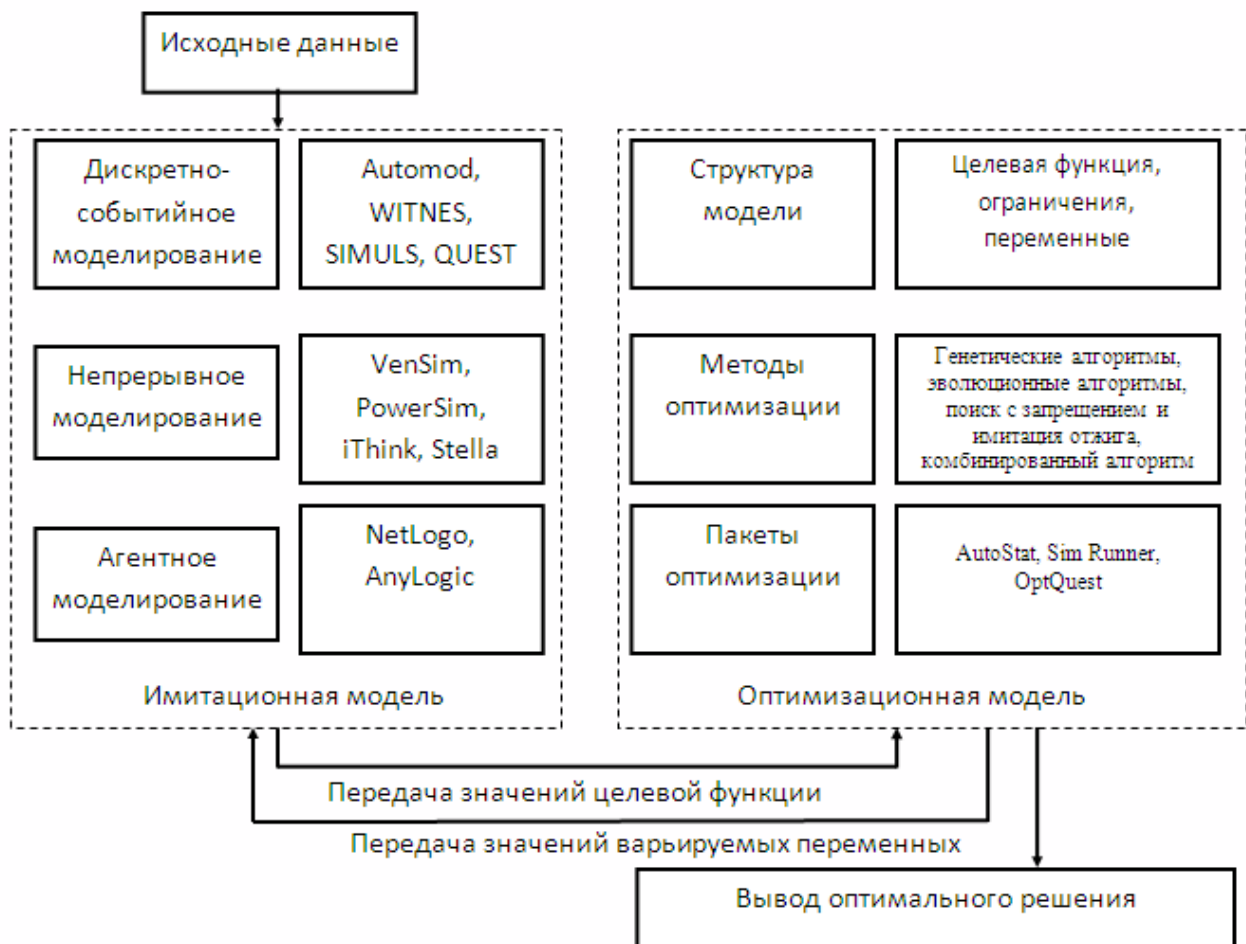 Исходные данные
Дискретно-
событийное
моделирование
Automod,
WITNES,
SIMULS, QUEST
Непрерывное
моделирование
VenSim,
PowerSim,
iThink, Stella
Агентное
моделирование
NetLogo,
AnyLogic
Имитационная модель
Структура
модели
Целевая функция,
ограничения,
переменные
Методы
оптимизации
Генетические алгоритмы,
эволюционные алгоритмы,
поиск с запрещением и
имитация отжига,
комбинированный алгоритм
Пакеты
оптимизации
AutoStat, Sim Runner,
OptQuest
Оптимизационная модель
Передача значений целевой функции
Передача значений варьируемых переменных
Вывод оптимального решения